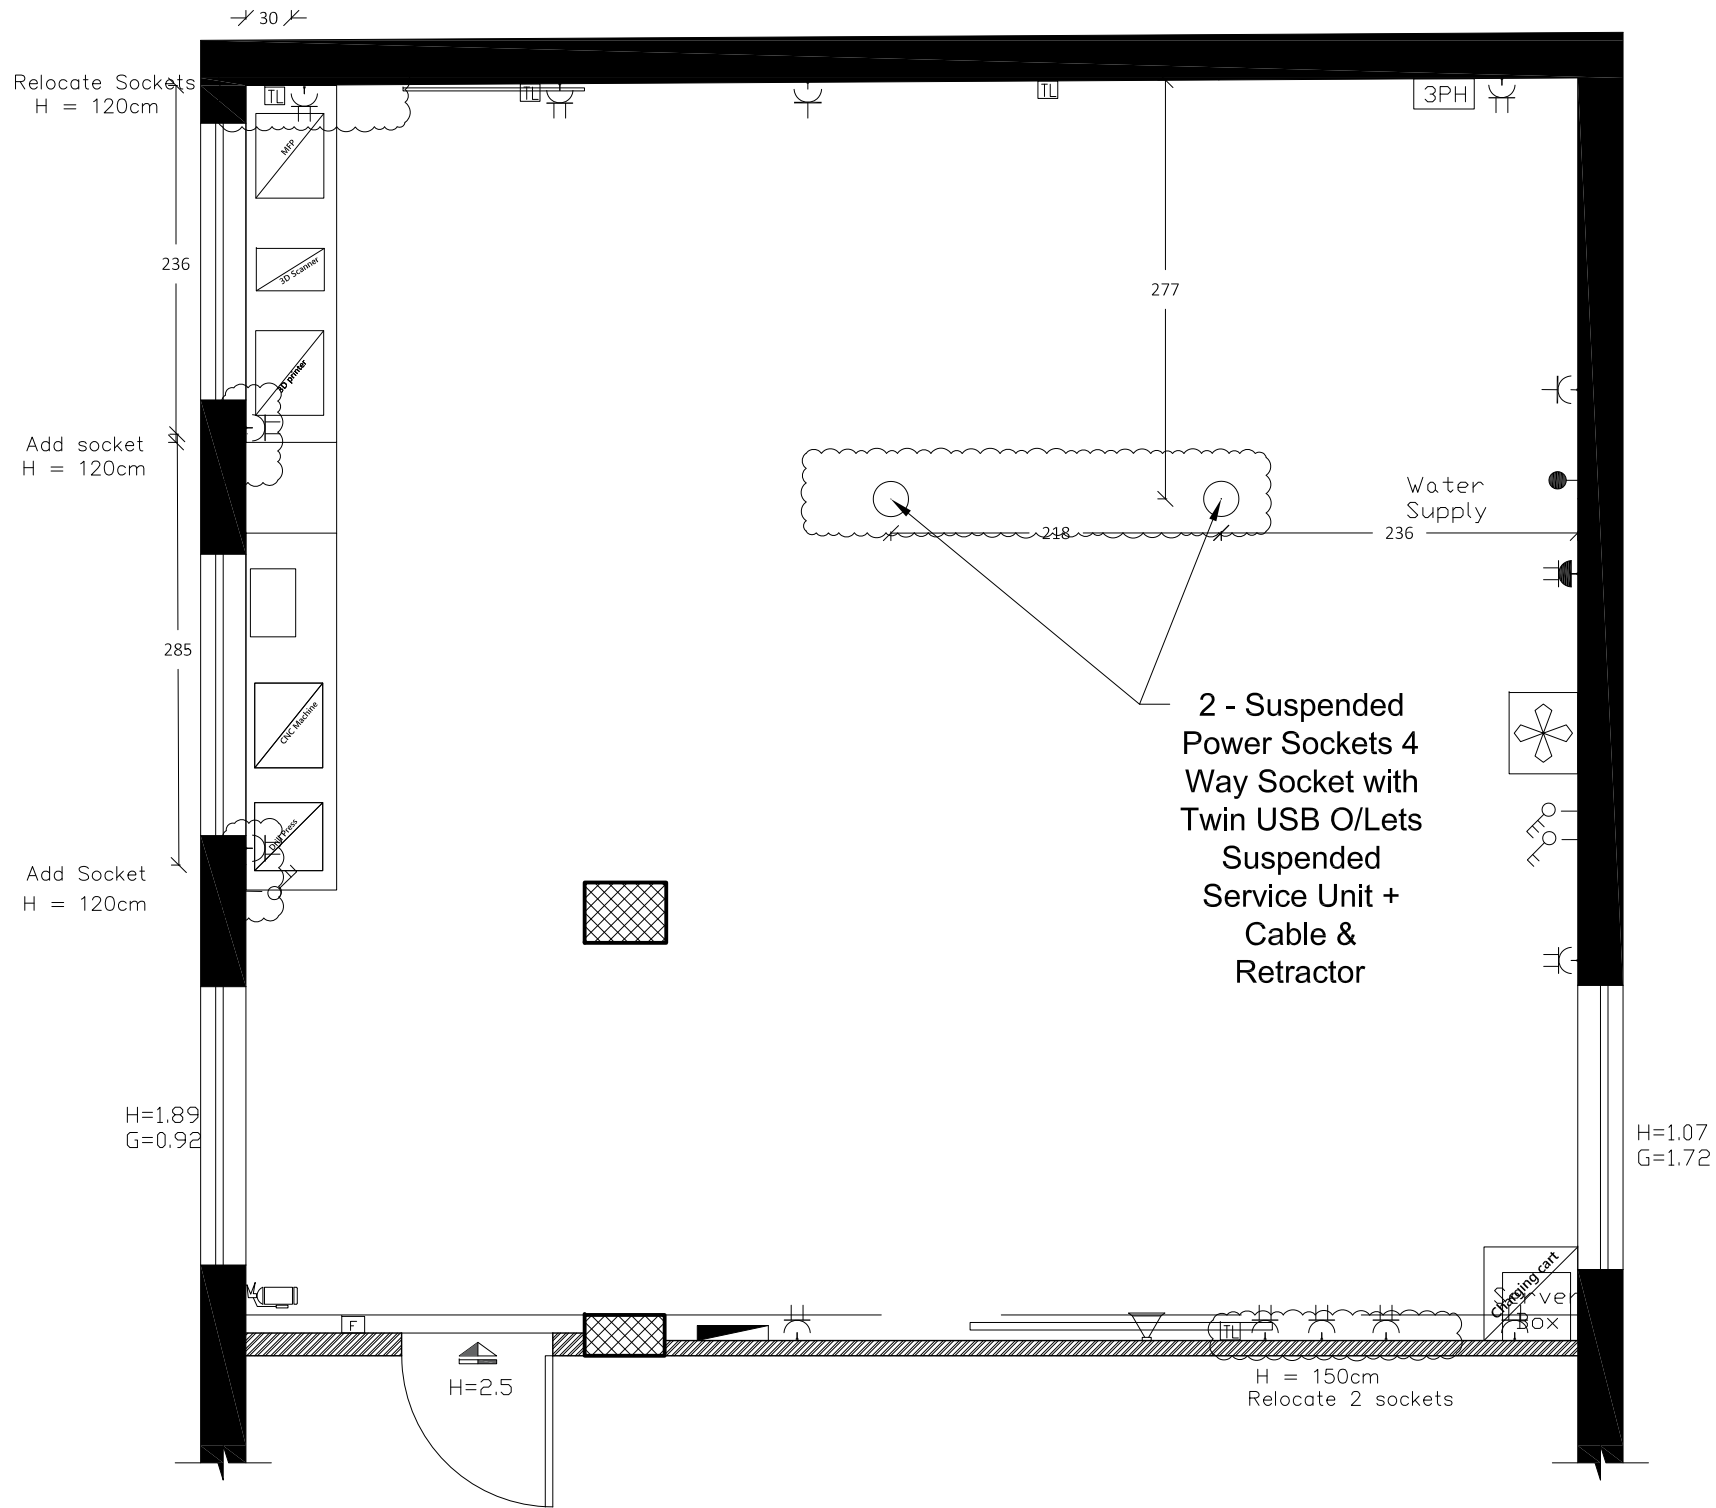 30
Relocate Sockets
H = 120cm
TL
TL
TL
3PH
MFP
236
3D Scanner
277
3D printer
Add socket
H = 120cm
Water
Supply
218
236
285
2 - Suspended
Power Sockets 4
Way Socket with
Twin USB O/Lets
Suspended
Service Unit +
Cable &
Retractor
CNC Machine
Drill Press
Add Socket
H = 120cm
H=1.89
G=0.92
H=1.07
G=1.72
Charging cart
Box
F
TL
H=2.5
H = 150cm
Relocate 2 sockets